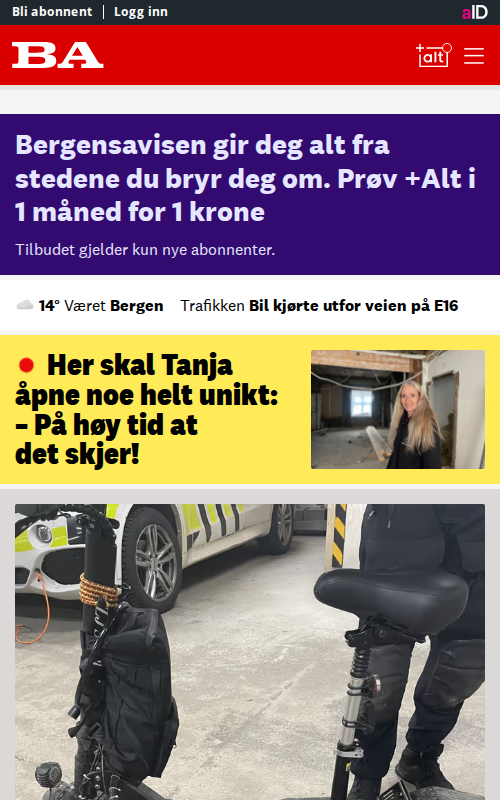 Bli abonnent | Logg inn
aID
BA
+alt
Bergensavisen gir deg alt fra
stedene du bryr deg om. Prøv +Alt i
1 måned for 1 krone
Tilbudet gjelder kun nye abonnenter.
14° Været Bergen Trafikken Bil kjørte utfor veien på E16
Her skal Tanja
åpne noe helt unikt:
– På høy tid at
det skjer!